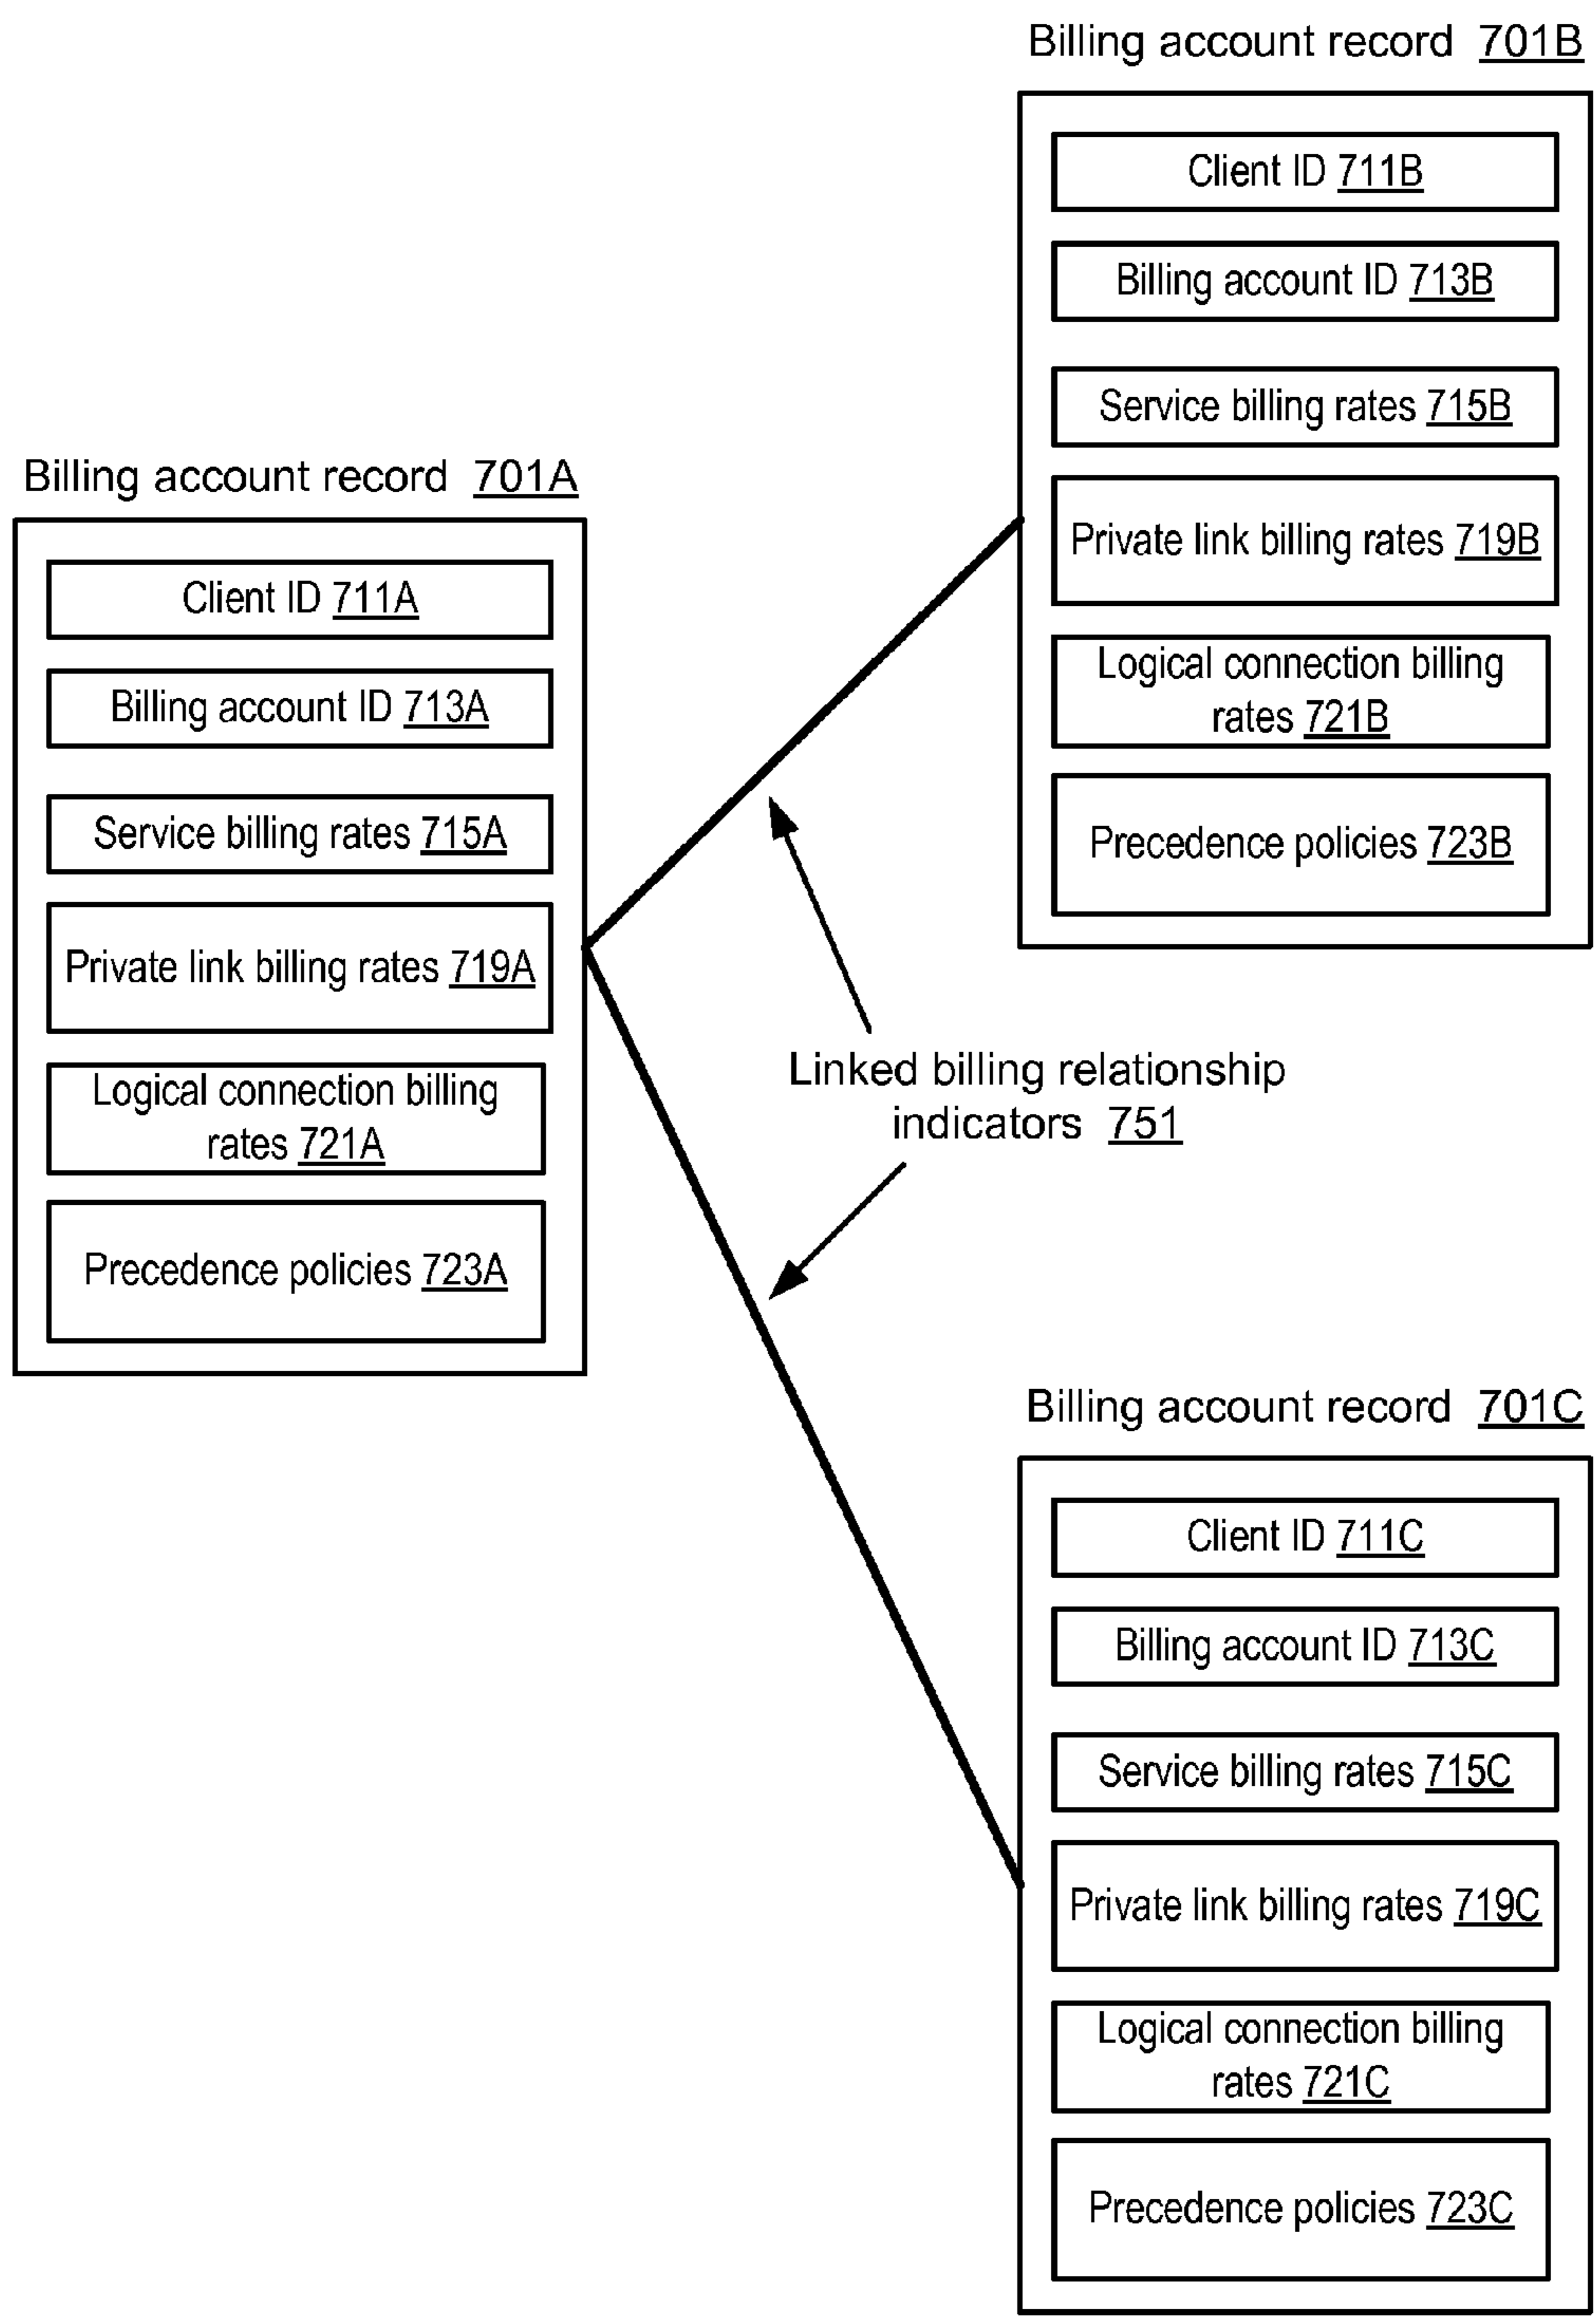 Billing account record 701B
Client ID 711B
Billing account ID 713B
Service billing rates 715B
Private link billing rates 719B
Logical connection billing
rates 721B
Precedence policies 723B
Billing account record 701A
Client ID 711A
Billing account ID 713A
Service billing rates 715A
Private link billing rates 719A
Logical connection billing
rates 721A
Precedence policies 723A
Linked billing relationship
indicators 751
Billing account record 701C
Client ID 711C
Billing account ID 713C
Service billing rates 715C
Private link billing rates 719C
Logical connection billing
rates 721C
Precedence policies 723C